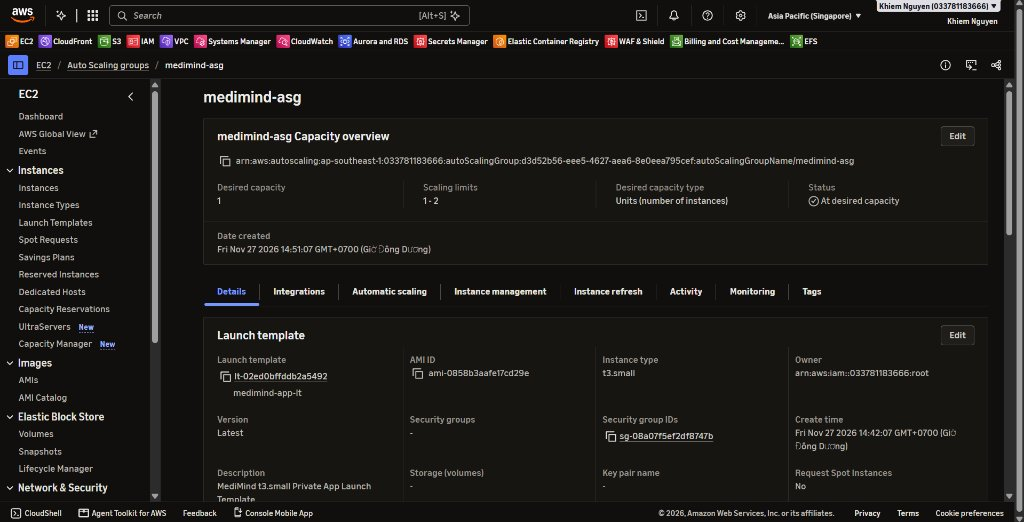 aws
Search [Alt+S]
Asia Pacific (Singapore)
Khiem Nguyen (033781183666)
Khiem Nguyen
EC2 CloudFront S3 IAM VPC Systems Manager CloudWatch Aurora and RDS Secrets Manager Elastic Container Registry WAF & Shield Billing and Cost Manageme... EFS
EC2 / Auto Scaling groups / medimind-asg
EC2
Dashboard
AWS Global View
Events
Instances
Instances
Instance Types
Launch Templates
Spot Requests
Savings Plans
Reserved Instances
Dedicated Hosts
Capacity Reservations
UltraServers New
Capacity Manager New
Images
AMIs
AMI Catalog
Elastic Block Store
Volumes
Snapshots
Lifecycle Manager
Network & Security
medimind-asg
medimind-asg Capacity overview
Edit
arn:aws:autoscaling:ap-southeast-1:033781183666:autoScalingGroup:d3d52b56-eee5-4627-aea6-8e0eea795cef:autoScalingGroupName/medimind-asg
Desired capacity
1
Scaling limits
1 - 2
Desired capacity type
Units (number of instances)
Status
At desired capacity
Date created
Fri Nov 27 2026 14:51:07 GMT+0700 (Giờ Đông Dương)
Details Integrations Automatic scaling Instance management Instance refresh Activity Monitoring Tags
Launch template
Edit
Launch template
lt-02ed0bffddb2a5492
medimind-app-lt
AMI ID
ami-0858b3aafe17cd29e
Instance type
t3.small
Owner
arn:aws:iam::033781183666:root
Version
Latest
Security groups
-
Security group IDs
sg-08a07f5ef2df8747b
Create time
Fri Nov 27 2026 14:42:07 GMT+0700 (Giờ
Đông Dương)
Description
MediMind t3.small Private App Launch
Template
Storage (volumes)
-
Key pair name
-
Request Spot Instances
No
CloudShell Agent Toolkit for AWS Feedback Console Mobile App
© 2026, Amazon Web Services, Inc. or its affiliates. Privacy Terms Cookie preferences